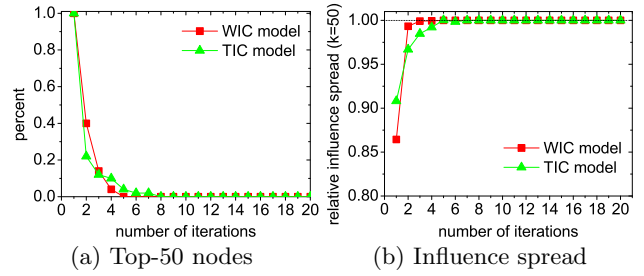 1.0
0.8
0.6
0.4
0.2
0.0
percent
WIC model
TIC model
0 2 4 6 8 10 12 14 16 18 20
number of iterations
(a) Top-50 nodes
1.00
0.95
0.90
0.85
0.80
relative influence spread (k=50)
WIC model
TIC model
0 2 4 6 8 10 12 14 16 18 20
number of iterations
(b) Influence spread